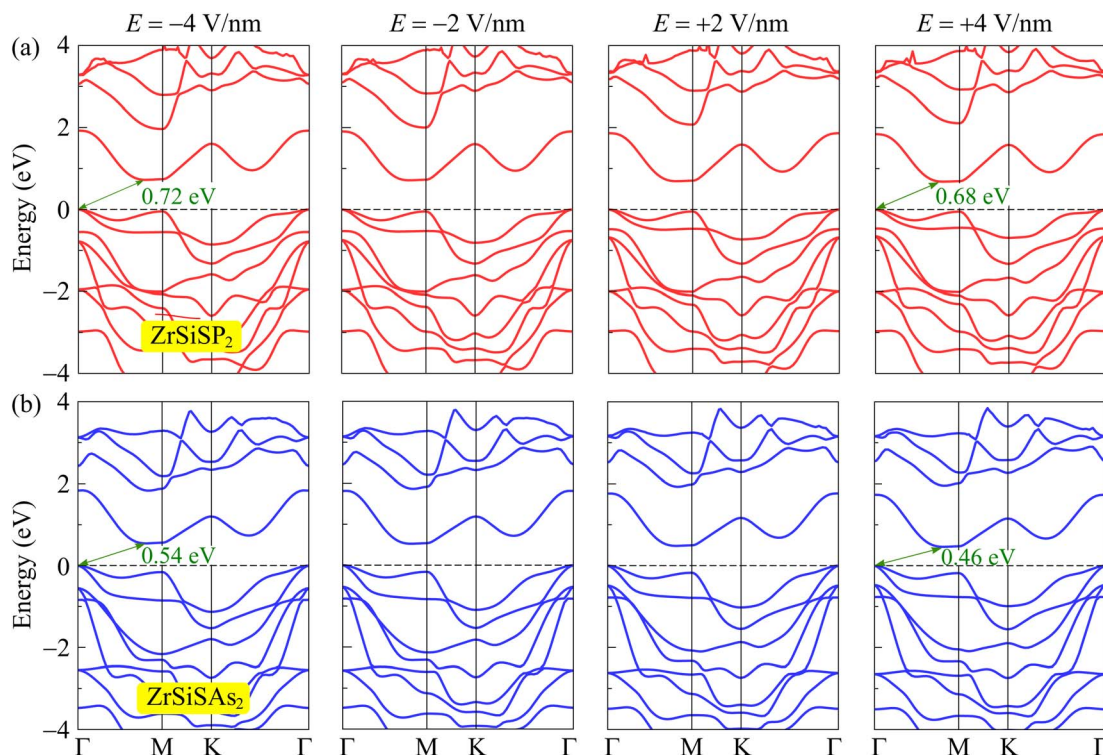 E = −4 V/nm E = −2 V/nm E = +2 V/nm E = +4 V/nm
(a)
4
2
0
−2
−4
Energy (eV)
0.72 eV
0.68 eV
ZrSiSP₂
(b)
4
2
0
−2
−4
Energy (eV)
0.54 eV
0.46 eV
ZrSiSAs₂
Γ M K Γ Γ M K Γ Γ M K Γ Γ M K Γ